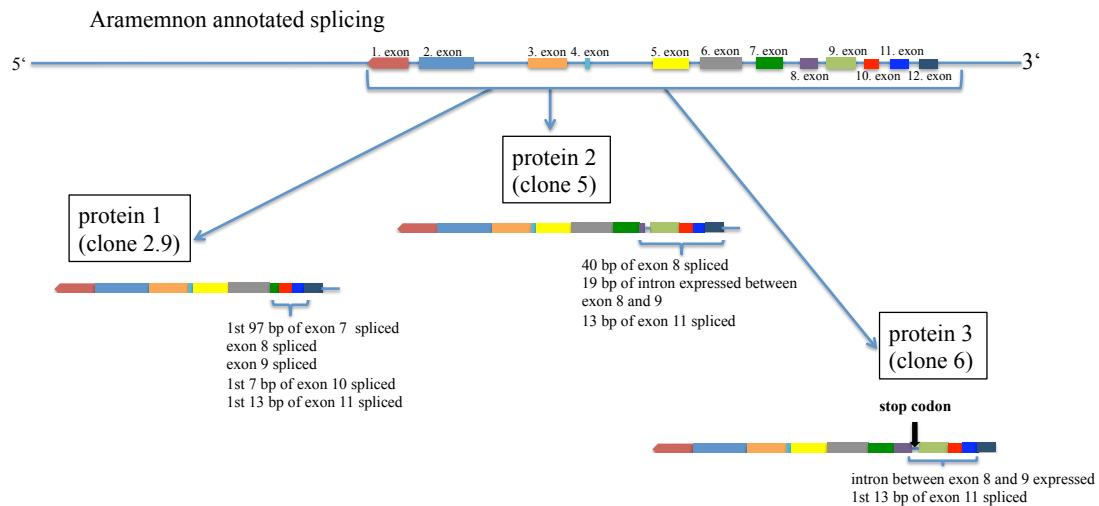 Aramemnon annotated splicing
5‘
1. exon
2. exon
3. exon
4. exon
5. exon
6. exon
7. exon
8. exon
9. exon
10. exon
11. exon
12. exon
3‘
protein 1
(clone 2.9)
1st 97 bp of exon 7 spliced
exon 8 spliced
exon 9 spliced
1st 7 bp of exon 10 spliced
1st 13 bp of exon 11 spliced
protein 2
(clone 5)
40 bp of exon 8 spliced
19 bp of intron expressed between
exon 8 and 9
13 bp of exon 11 spliced
protein 3
(clone 6)
stop codon
intron between exon 8 and 9 expressed
1st 13 bp of exon 11 spliced